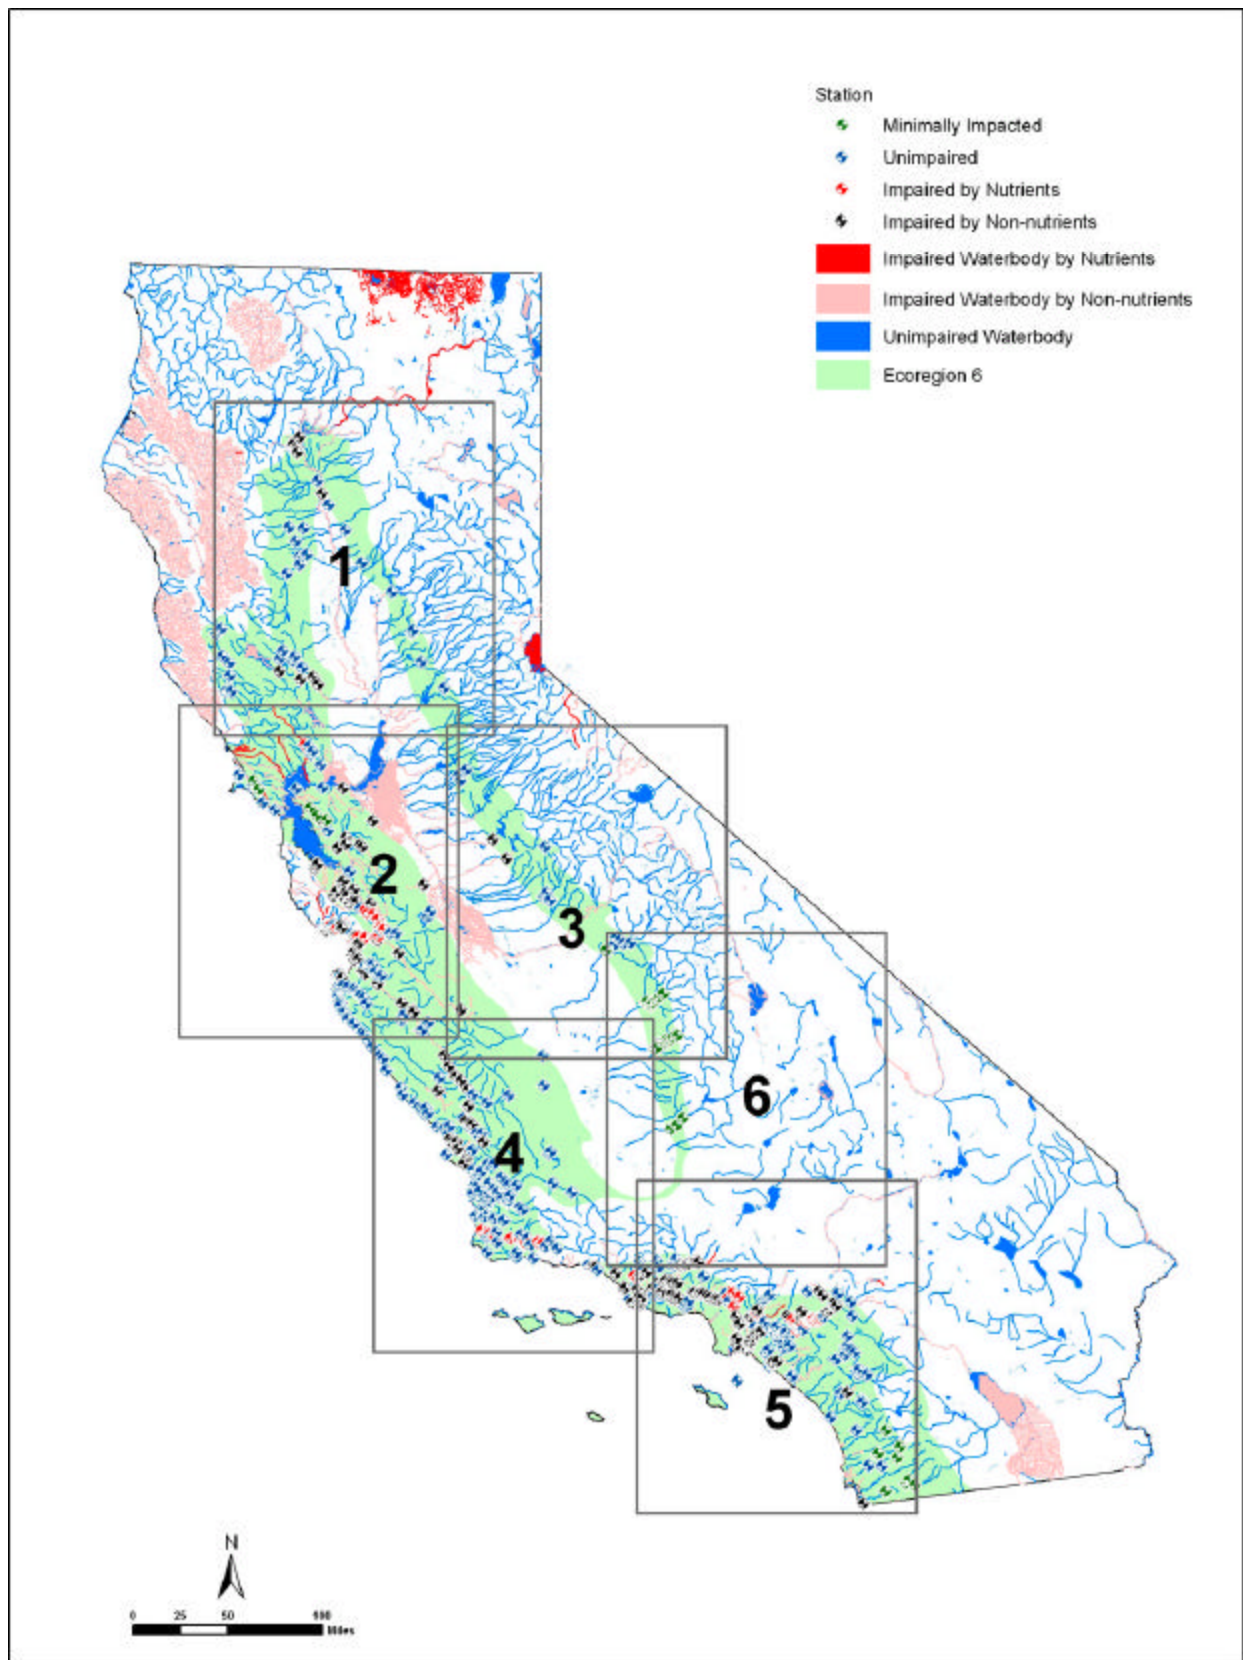 Station
Minimally Impacted
Unimpaired
Impaired by Nutrients
Impaired by Non-nutrients
Impaired Waterbody by Nutrients
Impaired Waterbody by Non-nutrients
Unimpaired Waterbody
Ecoregion 6
1
2
3
6
4
5
N
0 25 50 100
Miles